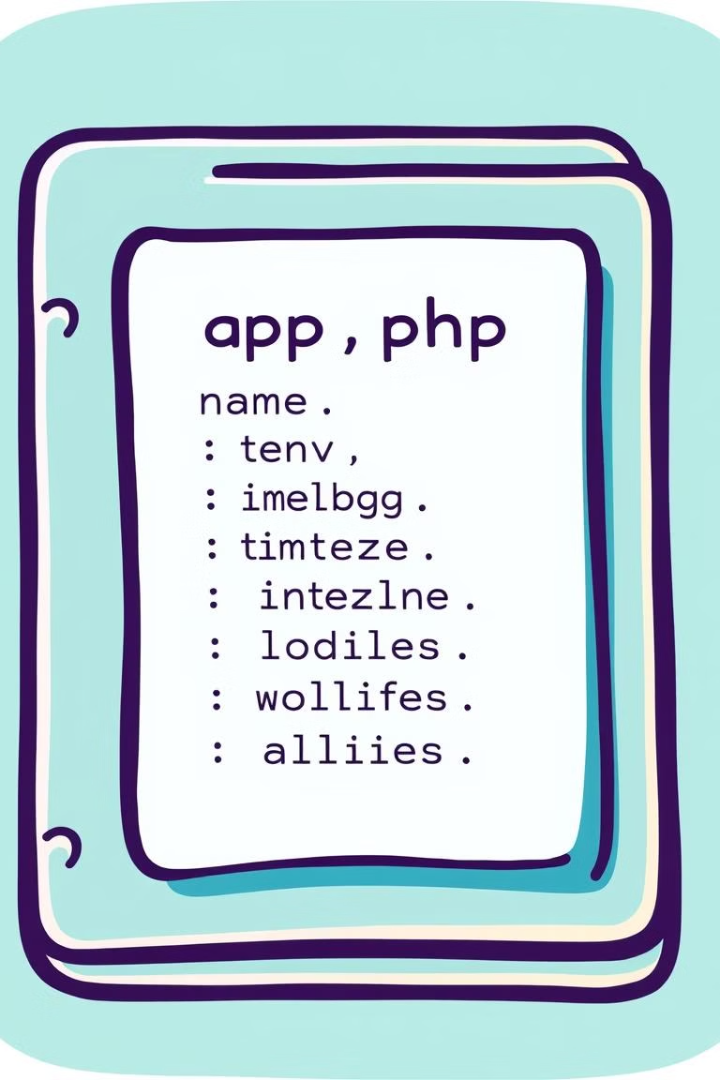 app , php
name .
: tenv ,
: imelbgg .
: timteze .
: intezlne .
: lodiles .
: wollifes .
: alliies .